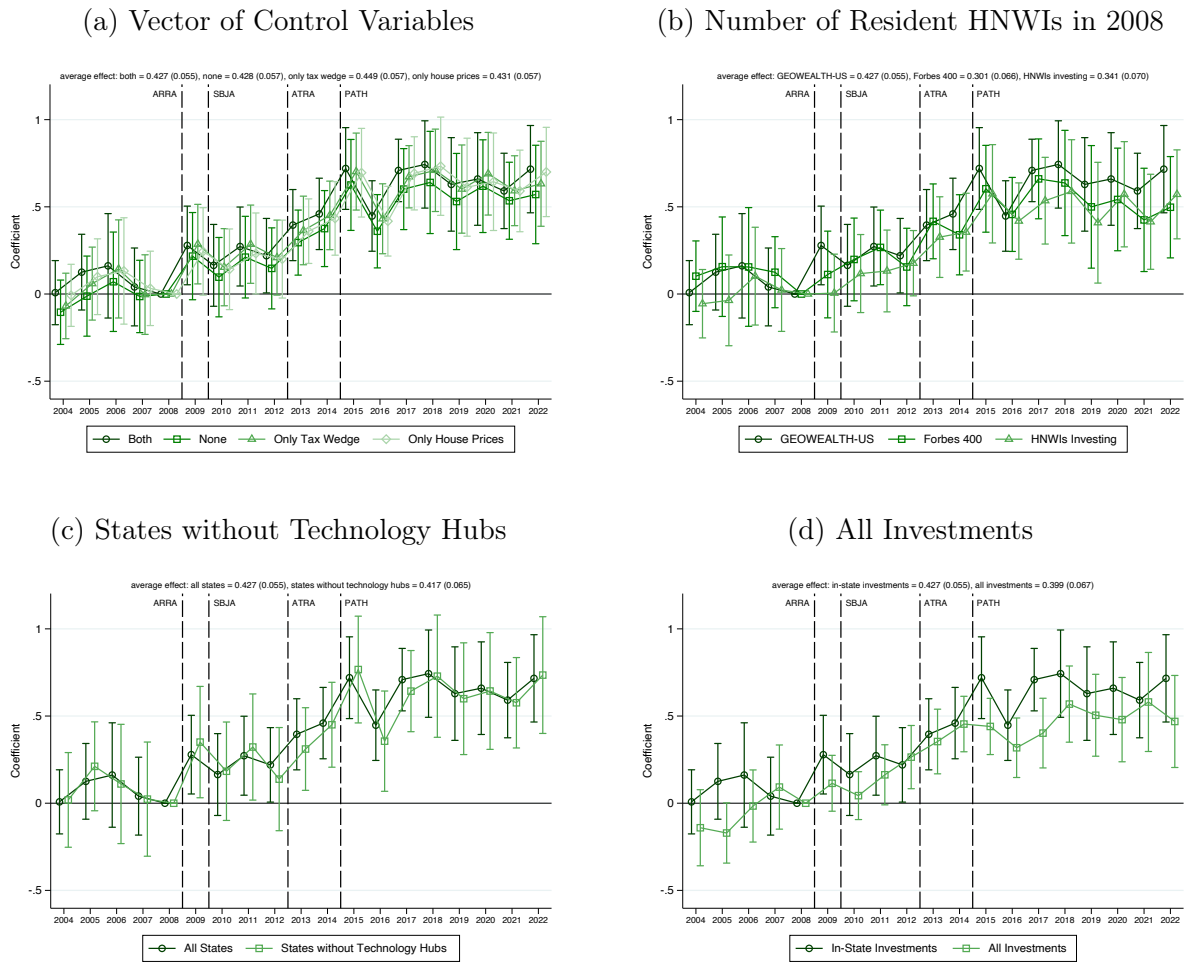 (a) Vector of Control Variables
average effect: both = 0.427 (0.055), none = 0.428 (0.057), only tax wedge = 0.449 (0.057), only house prices = 0.431 (0.057)
ARRA SBJA ATRA PATH
1
.5
0
-.5
Coefficient
2004 2005 2006 2007 2008 2009 2010 2011 2012 2013 2014 2015 2016 2017 2018 2019 2020 2021 2022
Both None Only Tax Wedge Only House Prices
(b) Number of Resident HNWIs in 2008
average effect: GEOWEALTH-US = 0.427 (0.055), Forbes 400 = 0.301 (0.066), HNWIs investing = 0.341 (0.070)
ARRA SBJA ATRA PATH
1
.5
0
-.5
Coefficient
2004 2005 2006 2007 2008 2009 2010 2011 2012 2013 2014 2015 2016 2017 2018 2019 2020 2021 2022
GEOWEALTH-US Forbes 400 HNWIs Investing
(c) States without Technology Hubs
average effect: all states = 0.427 (0.055), states without technology hubs = 0.417 (0.065)
ARRA SBJA ATRA PATH
1
.5
0
-.5
Coefficient
2004 2005 2006 2007 2008 2009 2010 2011 2012 2013 2014 2015 2016 2017 2018 2019 2020 2021 2022
All States States without Technology Hubs
(d) All Investments
average effect: in-state investments = 0.427 (0.055), all investments = 0.399 (0.067)
ARRA SBJA ATRA PATH
1
.5
0
-.5
Coefficient
2004 2005 2006 2007 2008 2009 2010 2011 2012 2013 2014 2015 2016 2017 2018 2019 2020 2021 2022
In-State Investments All Investments